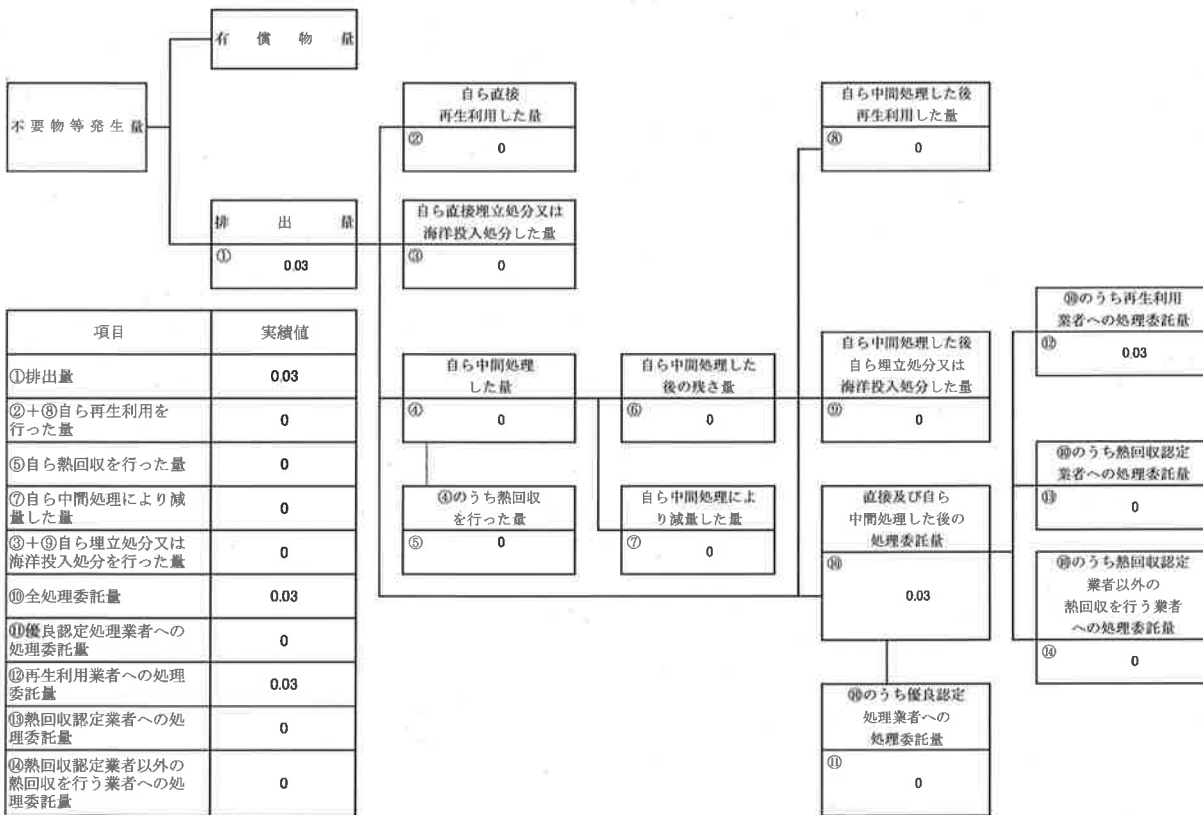 有償物量
不要物等発生量
排出量
①
0.03
自ら直接
再生利用した量
②
0
自ら直接埋立処分又は
海洋投入処分した量
③
0
自ら中間処理
した量
④
0
④のうち熱回収
を行った量
⑤
0
自ら中間処理した
後の残さ量
⑥
0
自ら中間処理によ
り減量した量
⑦
0
自ら中間処理した後
再生利用した量
⑧
0
自ら中間処理した後
自ら埋立処分又は
海洋投入処分した量
⑨
0
直接及び自ら
中間処理した後の
処理委託量
⑩
0.03
⑩のうち優良認定
処理業者への
処理委託量
⑪
0
⑩のうち再生利用
業者への処理委託量
⑫
0.03
⑩のうち熱回収認定
業者への処理委託量
⑬
0
⑩のうち熱回収認定
業者以外の
熱回収を行う業者
への処理委託量
⑭
0
項目
実績値
①排出量
0.03
②+⑧自ら再生利用を
行った量
0
⑤自ら熱回収を行った量
0
⑦自ら中間処理により減
量した量
0
③+⑨自ら埋立処分又は
海洋投入処分を行った量
0
⑩全処理委託量
0.03
⑪優良認定処理業者への
処理委託量
0
⑫再生利用業者への処理
委託量
0.03
⑬熱回収認定業者への処
理委託量
0
⑭熱回収認定業者以外の
熱回収を行う業者への処
理委託量
0